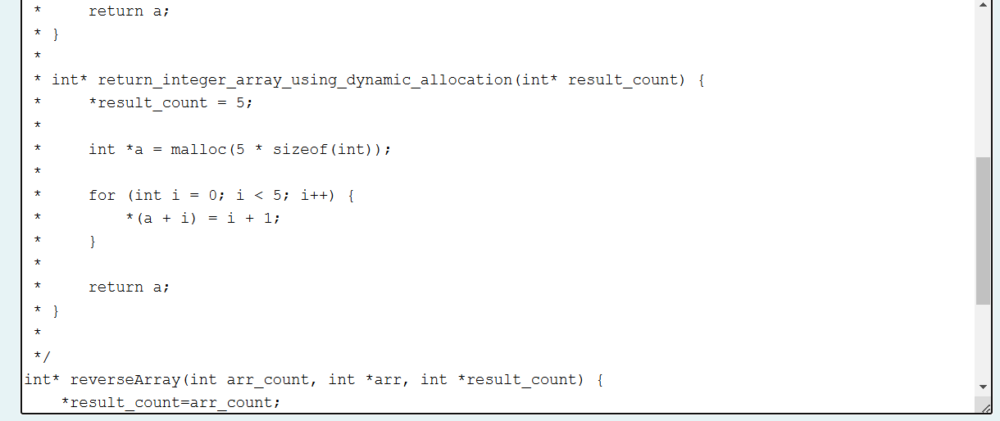 *     return a;
* }
*
* int* return_integer_array_using_dynamic_allocation(int* result_count) {
*     *result_count = 5;
*
*     int *a = malloc(5 * sizeof(int));
*
*     for (int i = 0; i < 5; i++) {
*         *(a + i) = i + 1;
*     }
*
*     return a;
* }
*
*/
int* reverseArray(int arr_count, int *arr, int *result_count) {
    *result_count=arr_count;